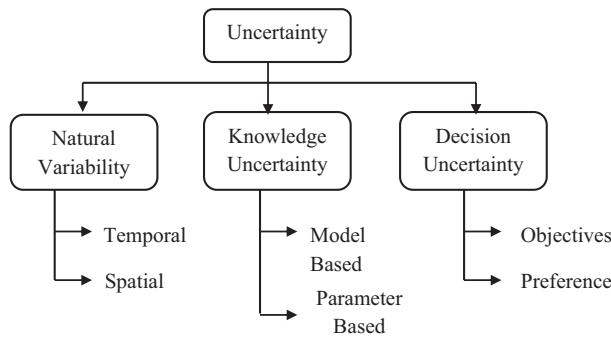 Uncertainty
Natural
Variability
Knowledge
Uncertainty
Decision
Uncertainty
Temporal
Spatial
Model
Based
Parameter
Based
Objectives
Preference